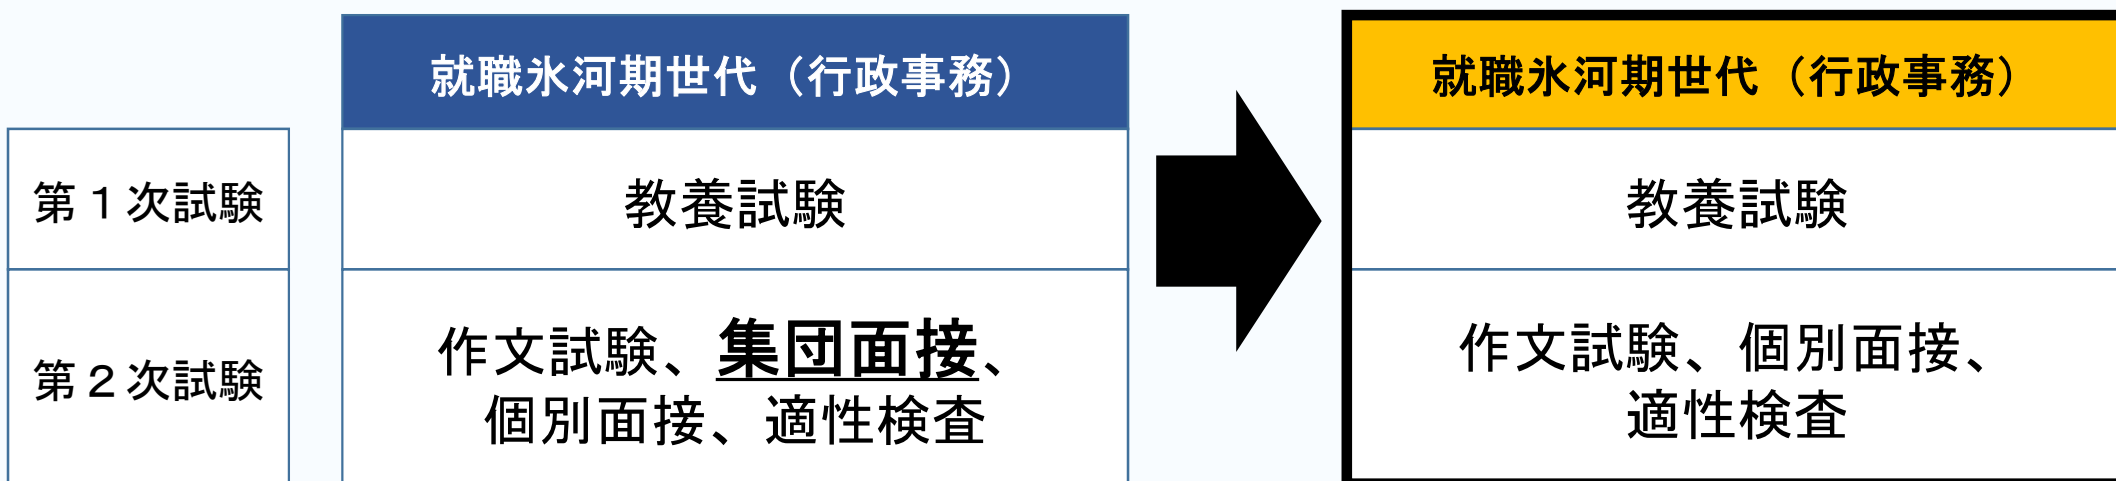 就職氷河期世代（行政事務）
就職氷河期世代（行政事務）
第１次試験
教養試験
教養試験
第２次試験
作文試験、集団面接、
個別面接、適性検査
作文試験、個別面接、
適性検査